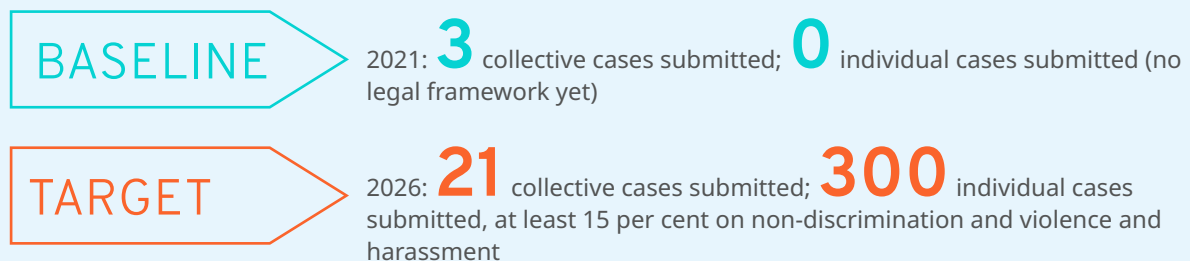 BASELINE
2021: 3 collective cases submitted; 0 individual cases submitted (no
legal framework yet)
TARGET
2026: 21 collective cases submitted; 300 individual cases
submitted, at least 15 per cent on non-discrimination and violence and
harassment